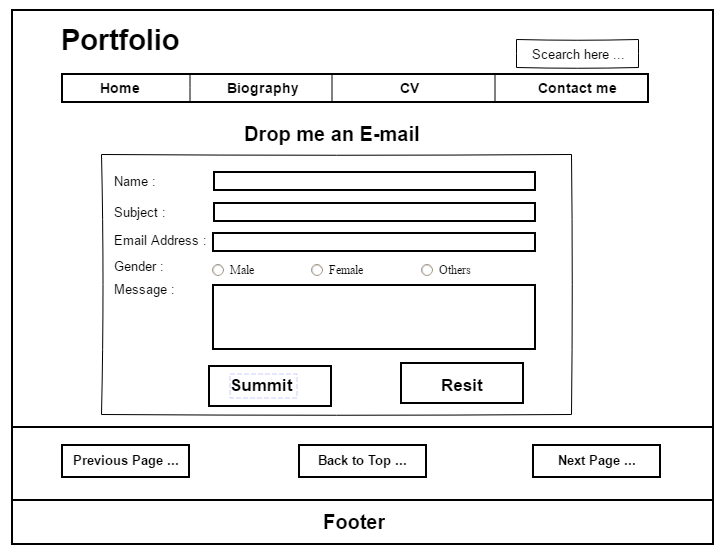 Portfolio
Scearch here ...
Home Biography CV Contact me
Drop me an E-mail
Name :
Subject :
Email Address :
Gender : Male Female Others
Message :
Summit Resit
Previous Page ... Back to Top ... Next Page ...
Footer